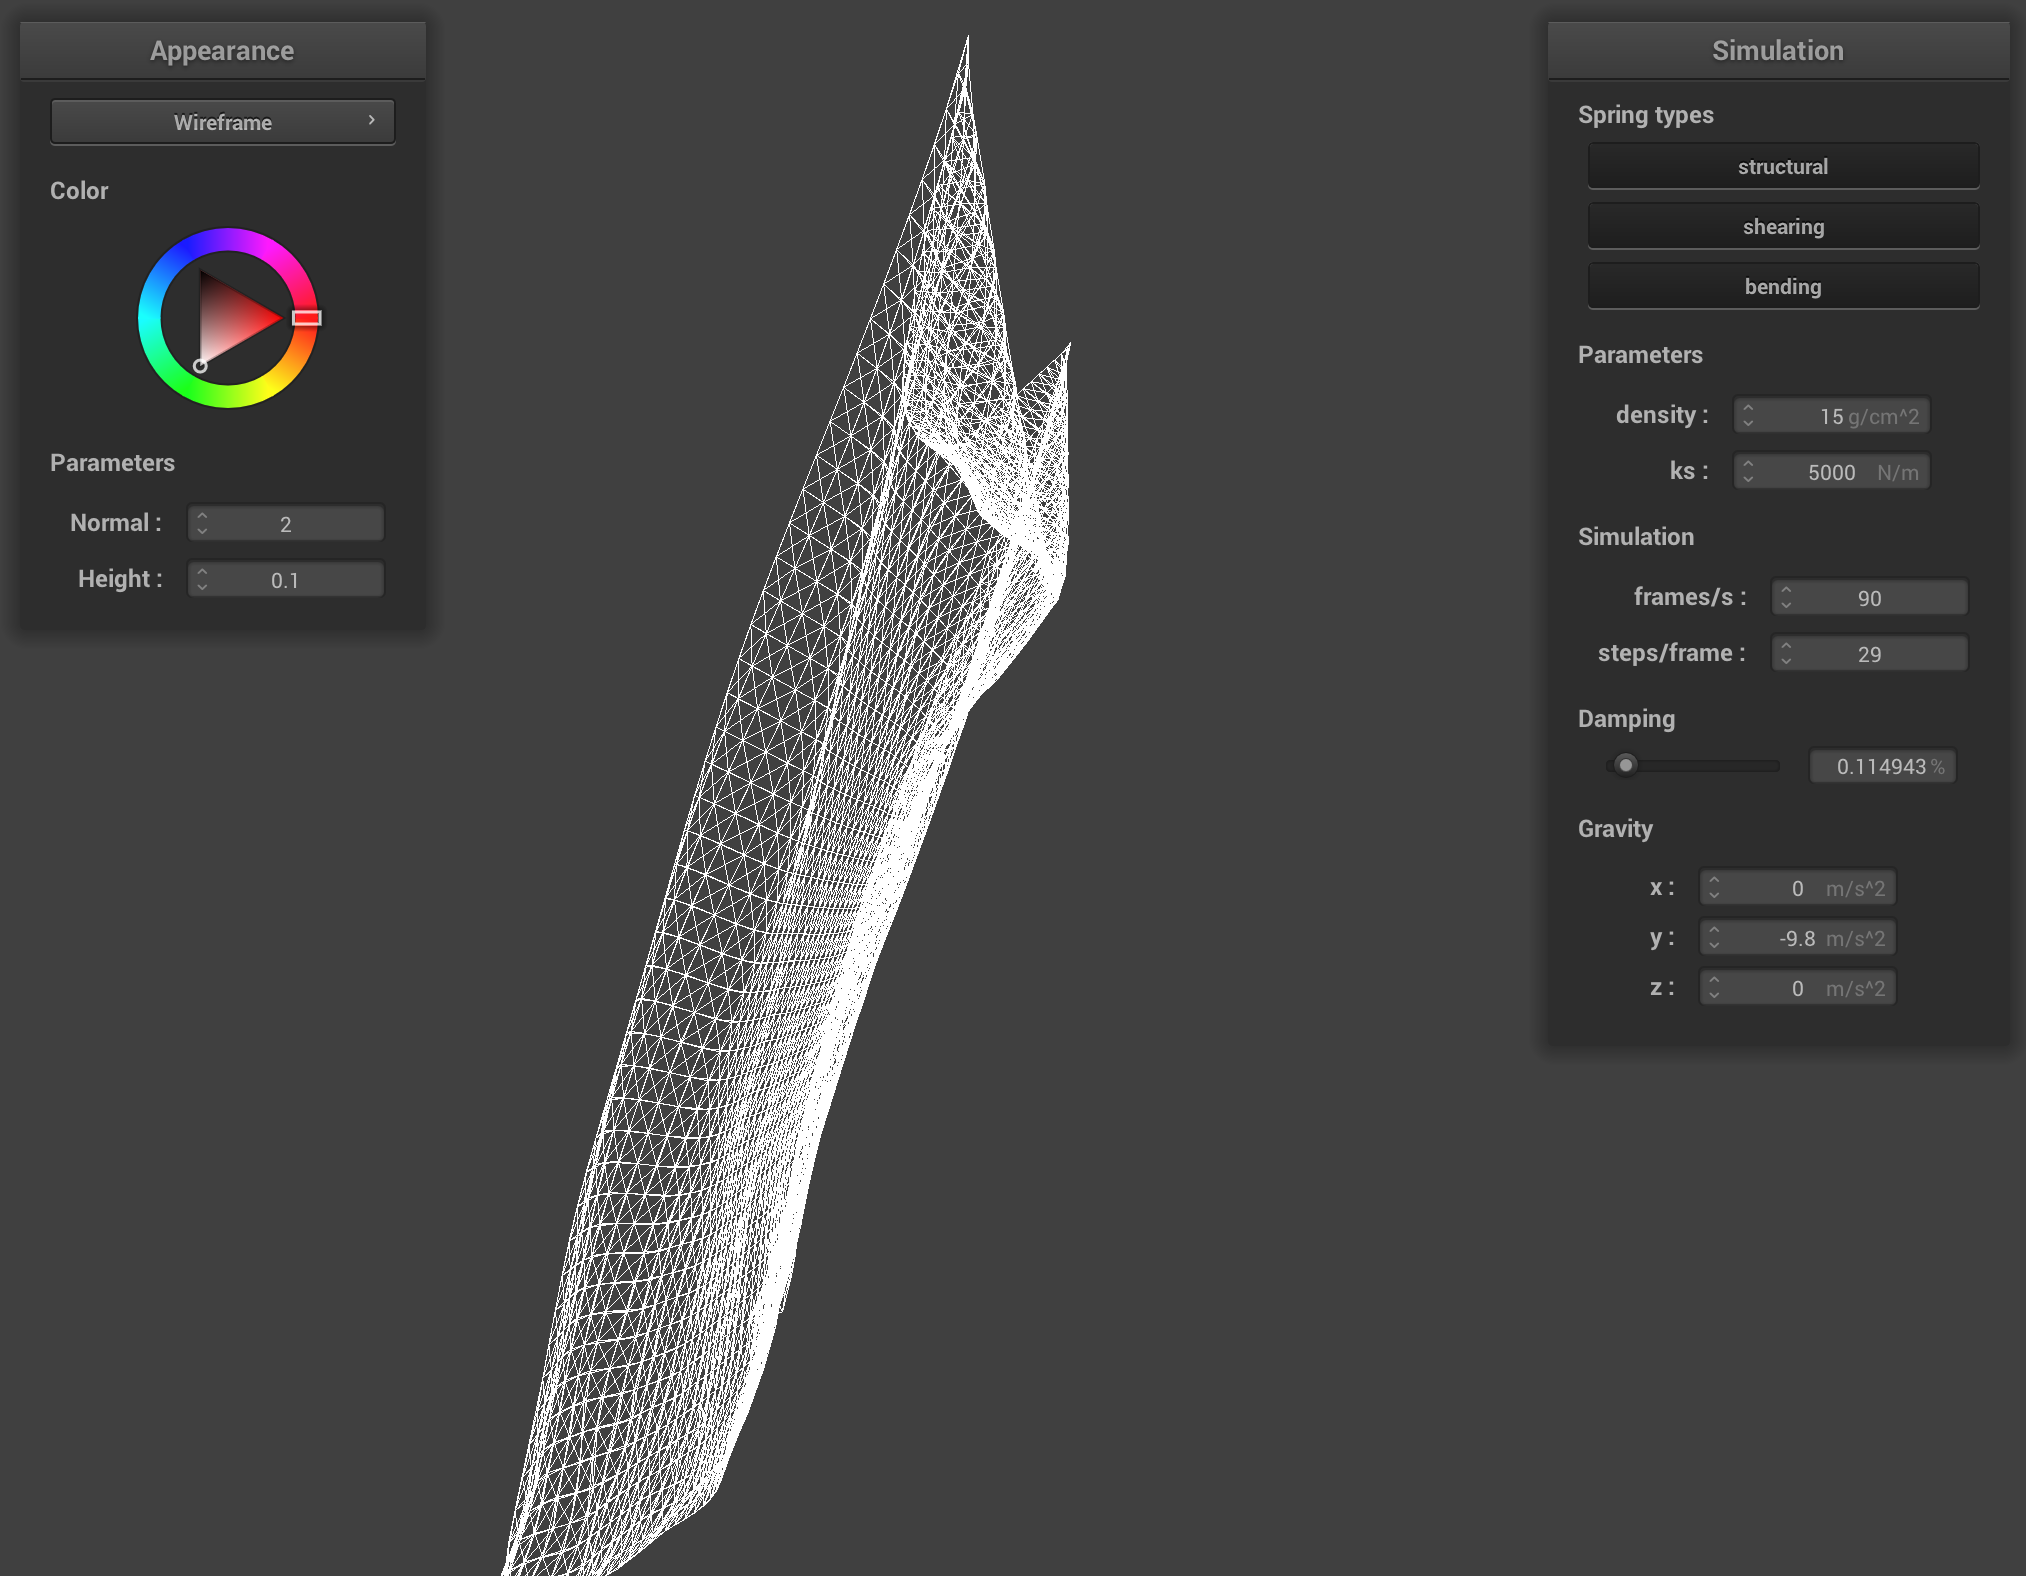 Appearance
Wireframe
Color
Parameters
Normal : 2
Height : 0.1
Simulation
Spring types
structural
shearing
bending
Parameters
density : 15 g/cm^2
ks : 5000 N/m
Simulation
frames/s : 90
steps/frame : 29
Damping
0.114943 %
Gravity
x : 0 m/s^2
y : -9.8 m/s^2
z : 0 m/s^2